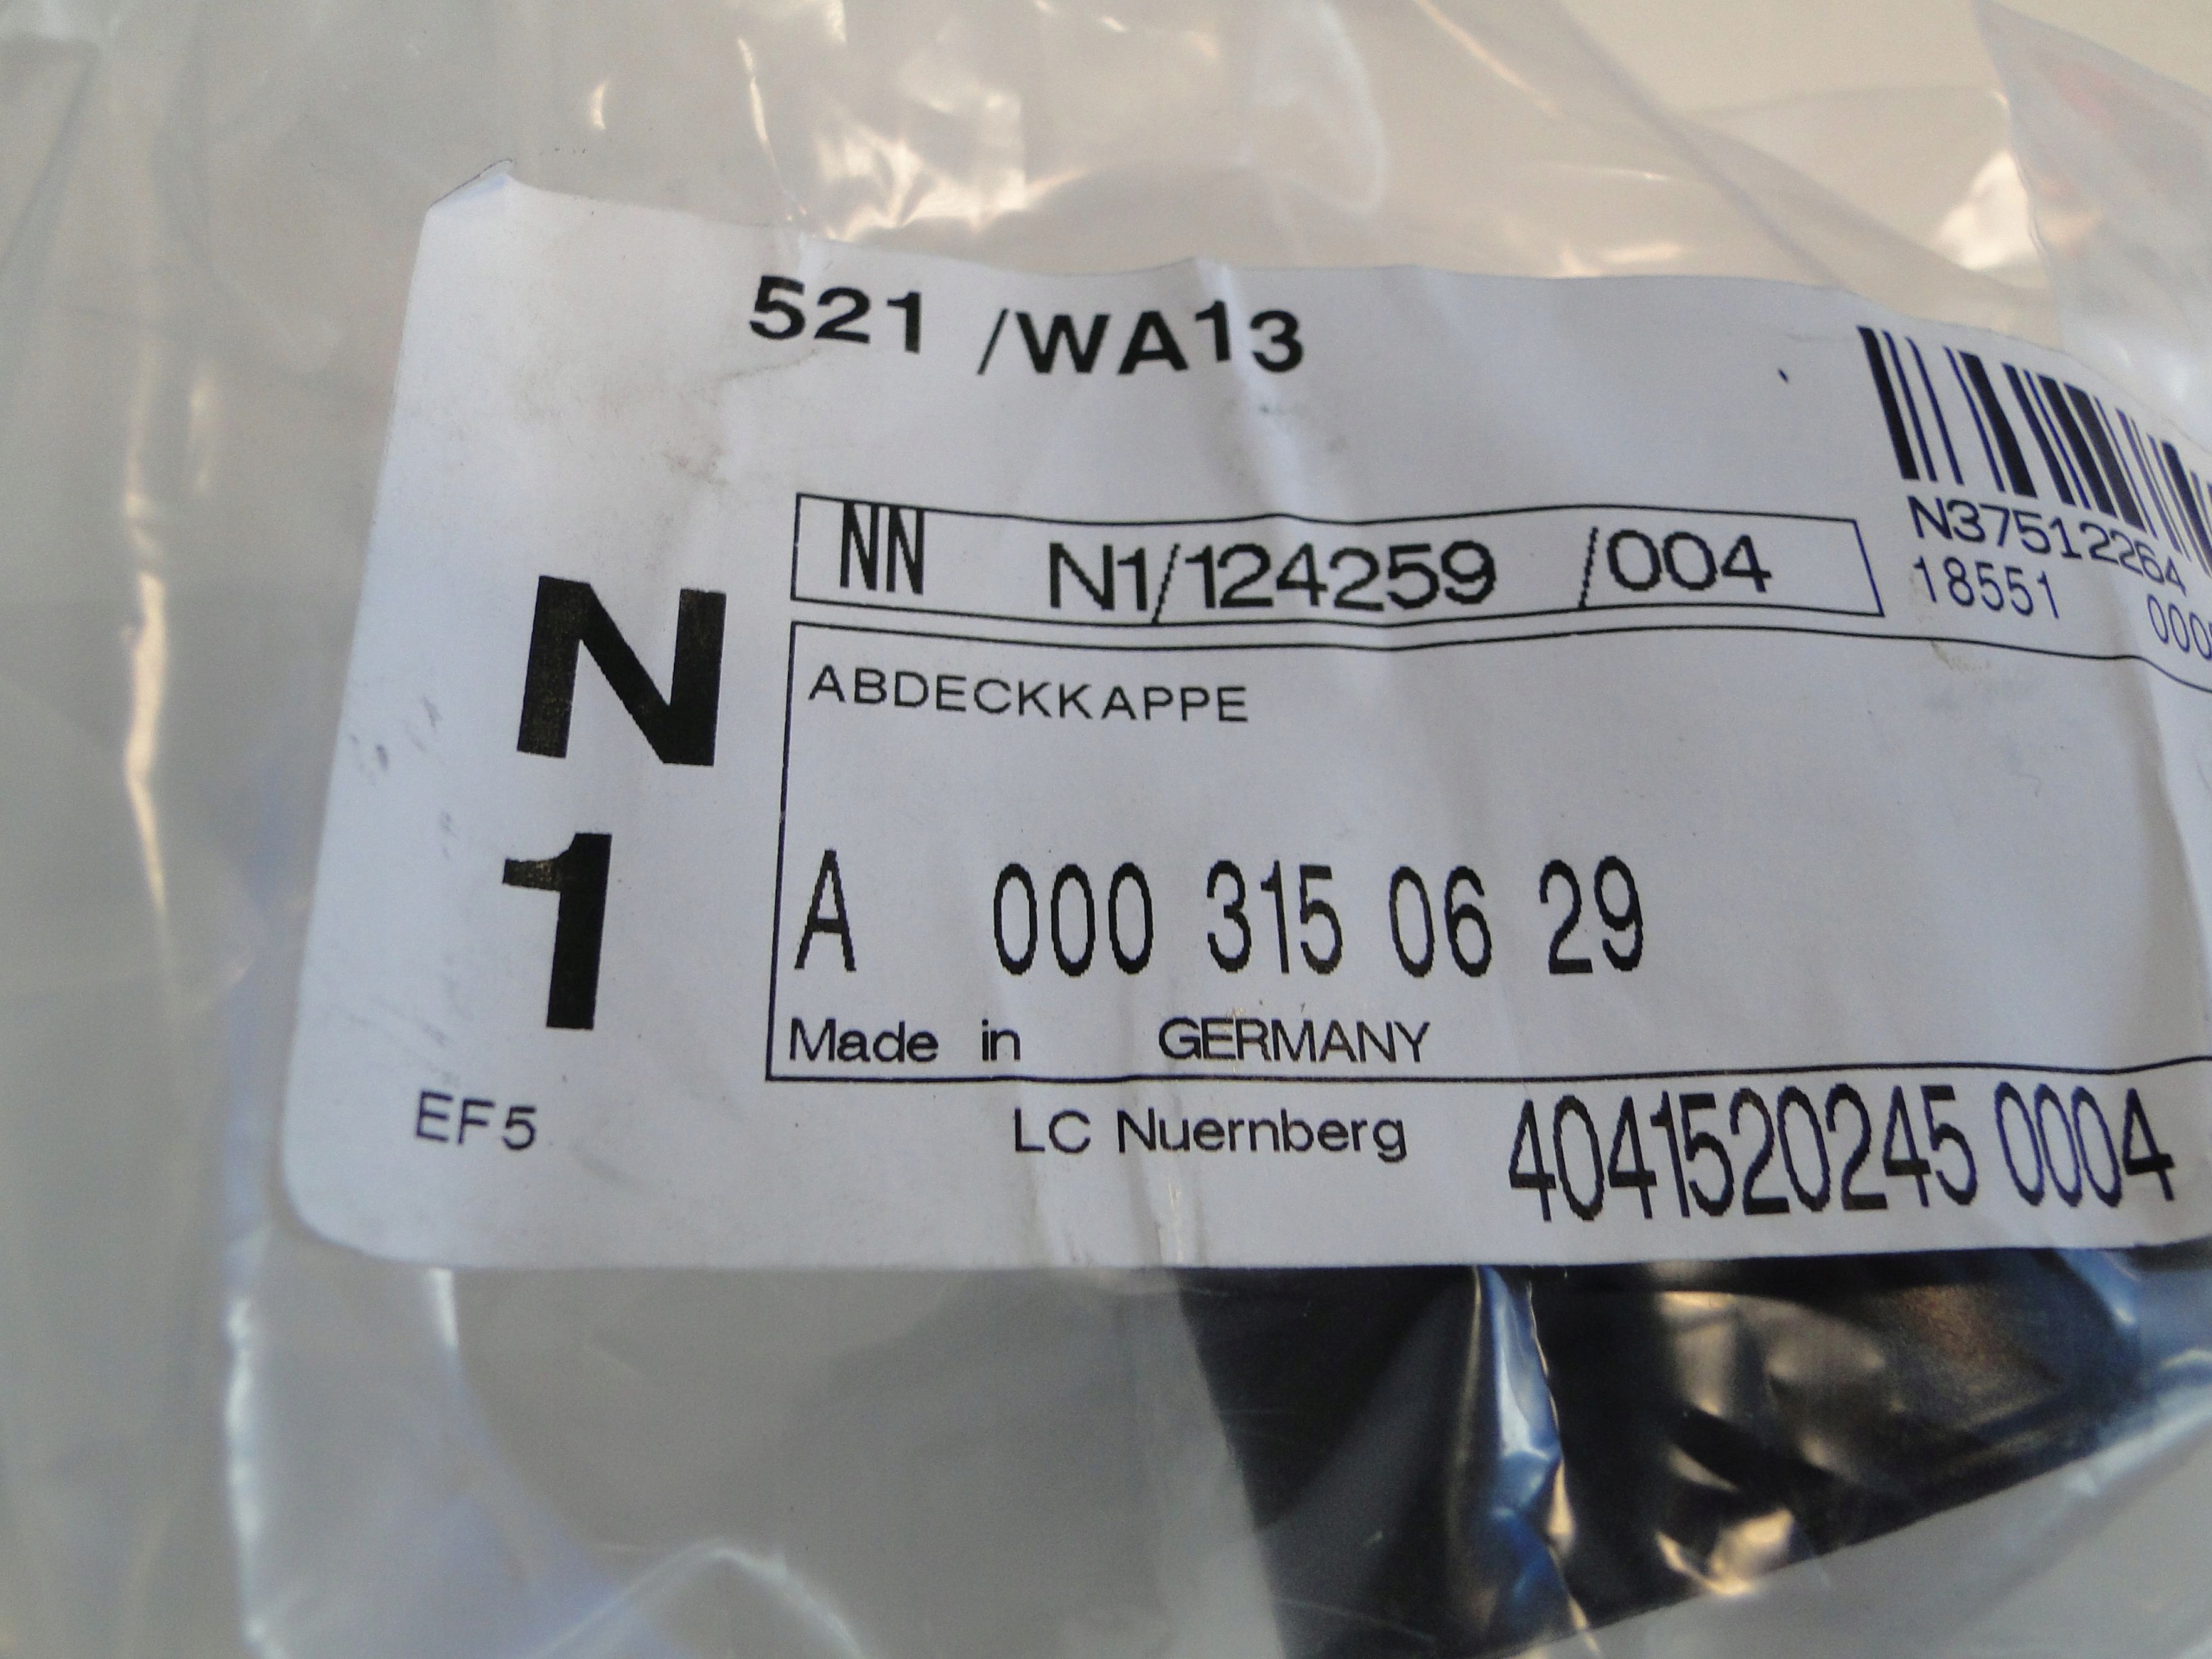 521 /WA13
N37512264
18551
NN N1/124259 /004
N
1
ABDECKKAPPE
A 000 315 06 29
Made in GERMANY
EF5
LC Nuernberg 4041520245 0004